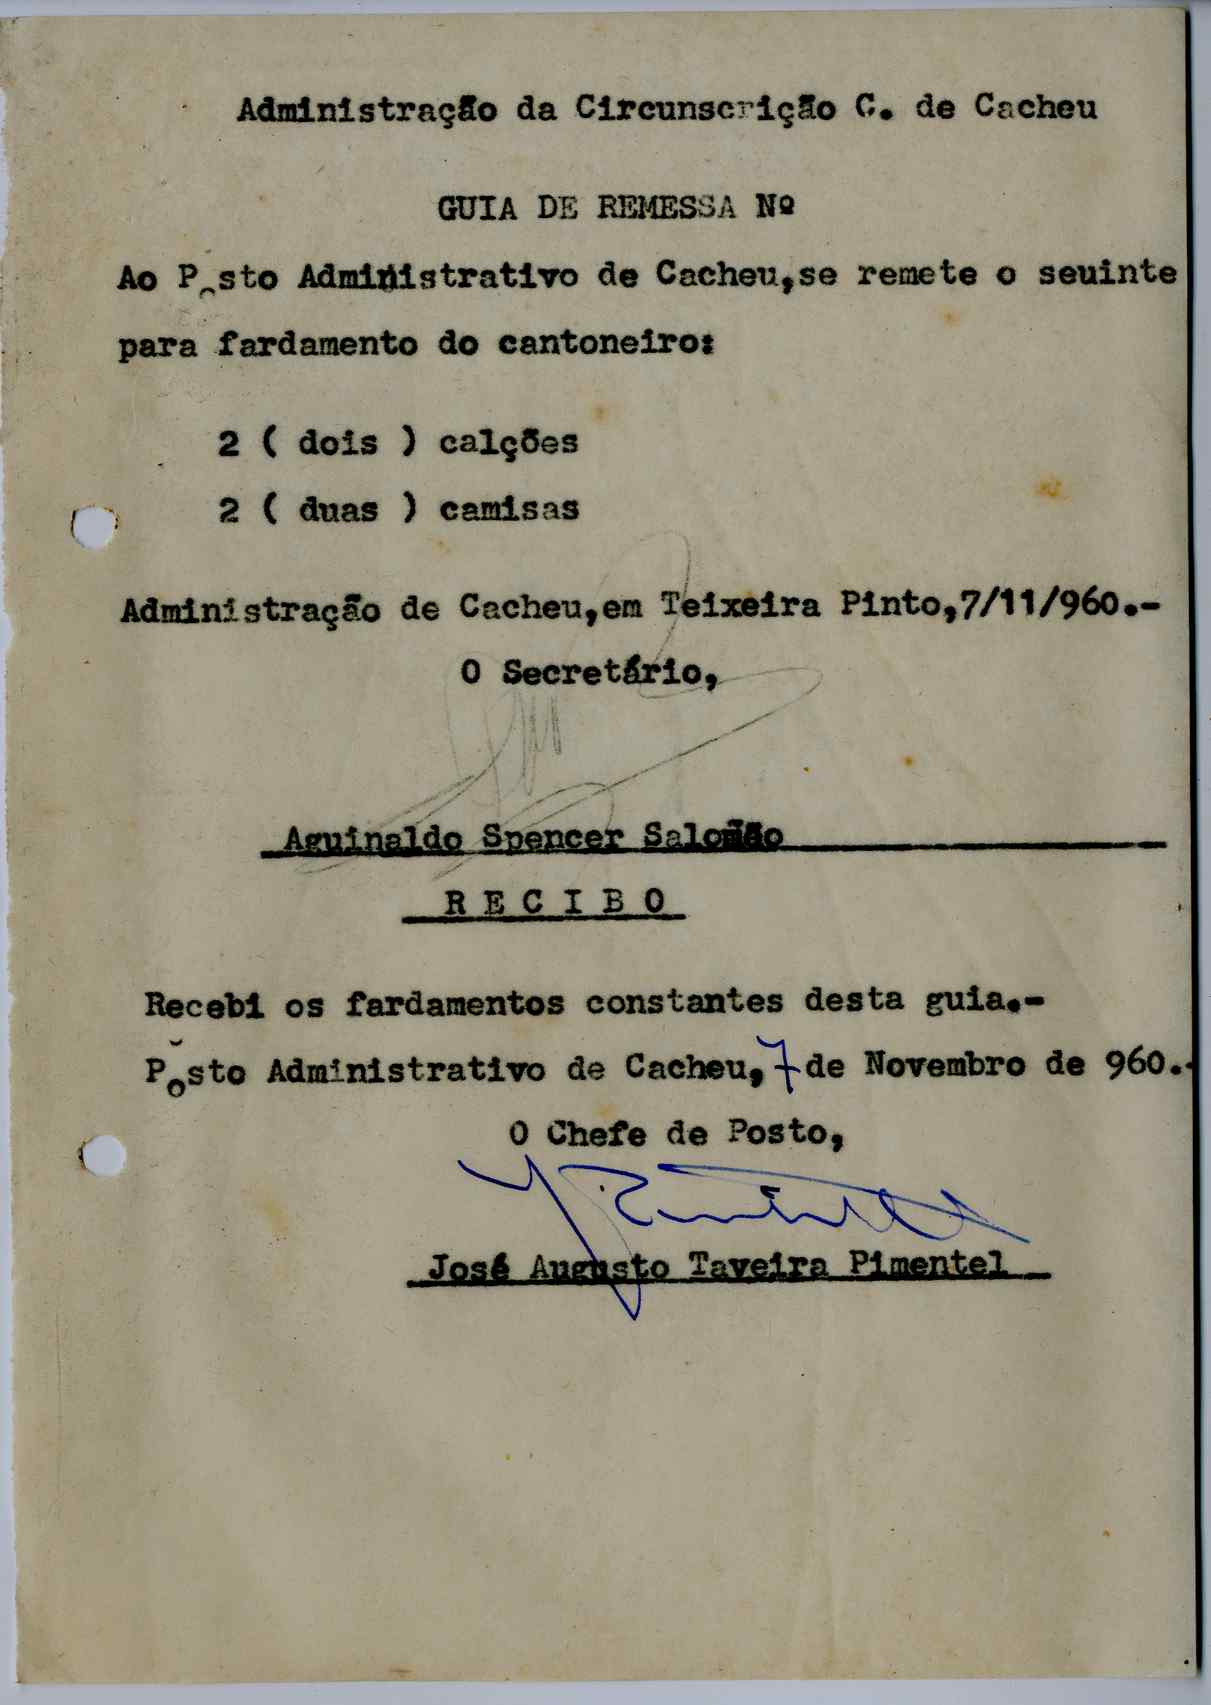 Administração da Circunscrição C. de Cacheu
GUIA DE REMESSA Nº
Ao Posto Administrativo de Cacheu,se remete o seuinte
para fardamento do cantoneiro:
2 ( dois ) calções
2 ( duas ) camisas
Administração de Cacheu,em Teixeira Pinto,7/11/960.-
O Secretário,
Aguinaldo Spencer Salomão
R E C I B O
Recebi os fardamentos constantes desta guia.-
Posto Administrativo de Cacheu, 7 de Novembro de 960.-
O Chefe de Posto,
José Augusto Taveira Pimentel